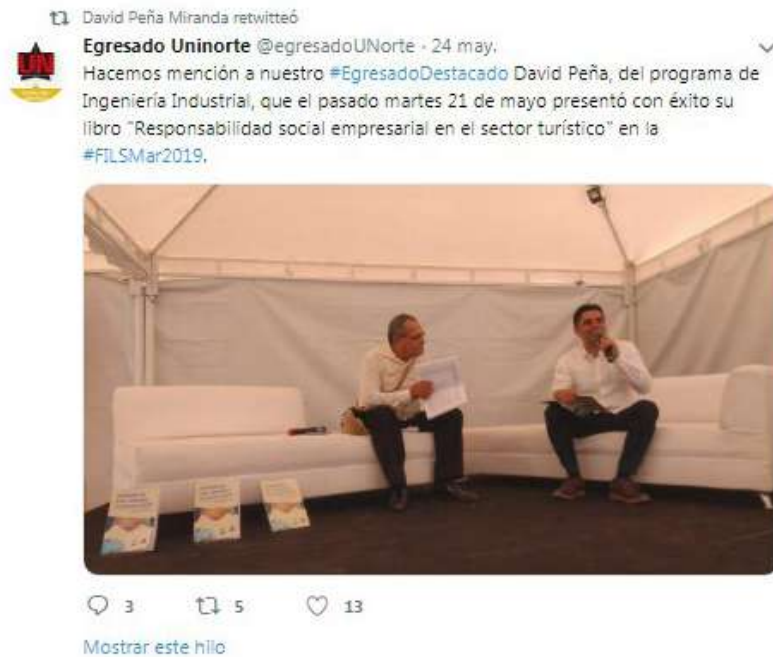 David Peña Miranda retwitteó
Egresado Uninorte @egresadoUNorte · 24 may.
Hacemos mención a nuestro #EgresadoDestacado David Peña, del programa de
Ingeniería Industrial, que el pasado martes 21 de mayo presentó con éxito su
libro "Responsabilidad social empresarial en el sector turístico" en la
#FILSMar2019.
UN
3 5 13
Mostrar este hilo